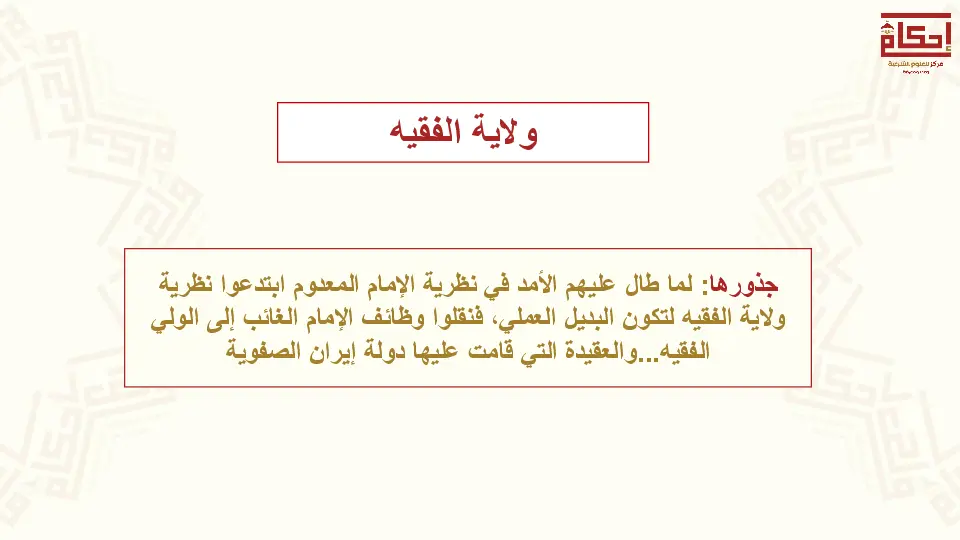 إحكام
مركز للعلوم الشرعية
ولاية الفقيه
جذورها: لما طال عليهم الأمد في نظرية الإمام المعدوم ابتدعوا نظرية
ولاية الفقيه لتكون البديل العملي، فنقلوا وظائف الإمام الغائب إلى الولي
الفقيه...والعقيدة التي قامت عليها دولة إيران الصفوية